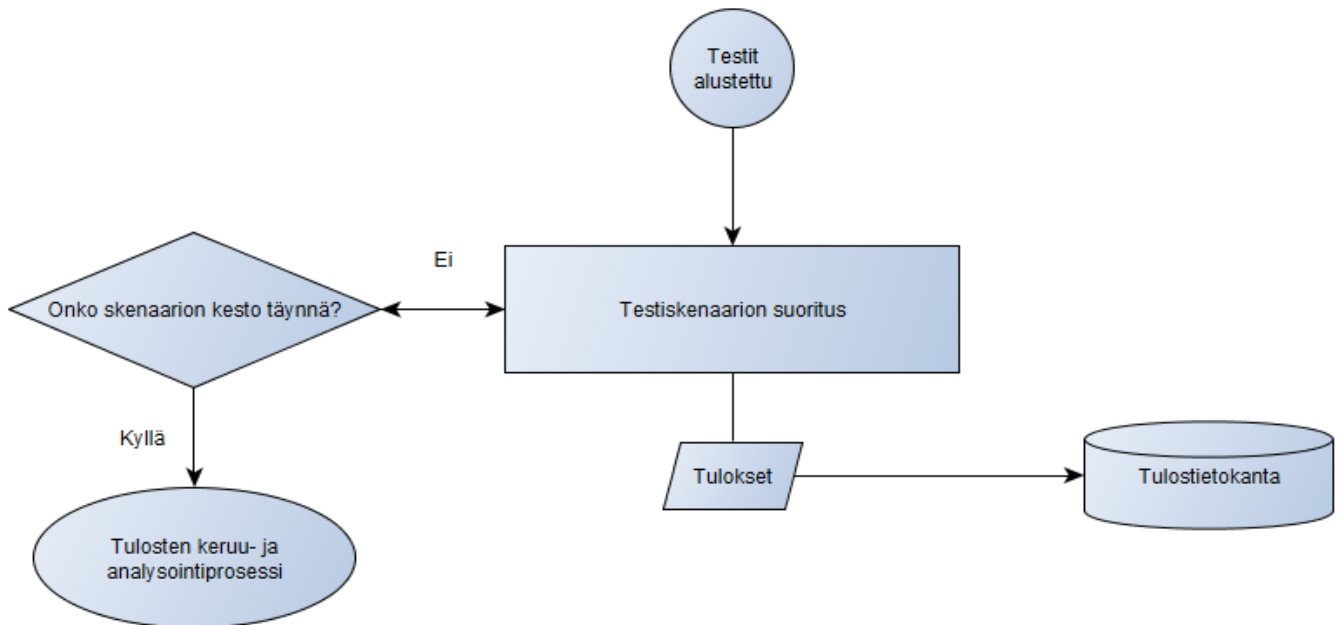 Testit
alustettu
Ei
Onko skenaarion kesto täynnä?
Testiskenaarion suoritus
Kyllä
Tulokset
Tulostietokanta
Tulosten keruu- ja
analysointiprosessi